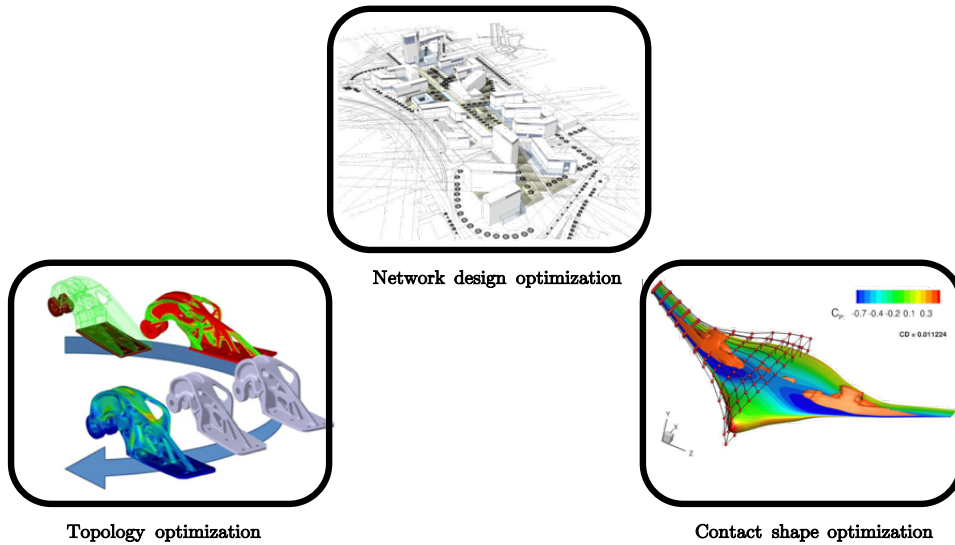 Network design optimization
Topology optimization
C_P:
-0.7 -0.4 -0.2 0.1 0.3
CD = 0.011224
Y
X
Z
Contact shape optimization